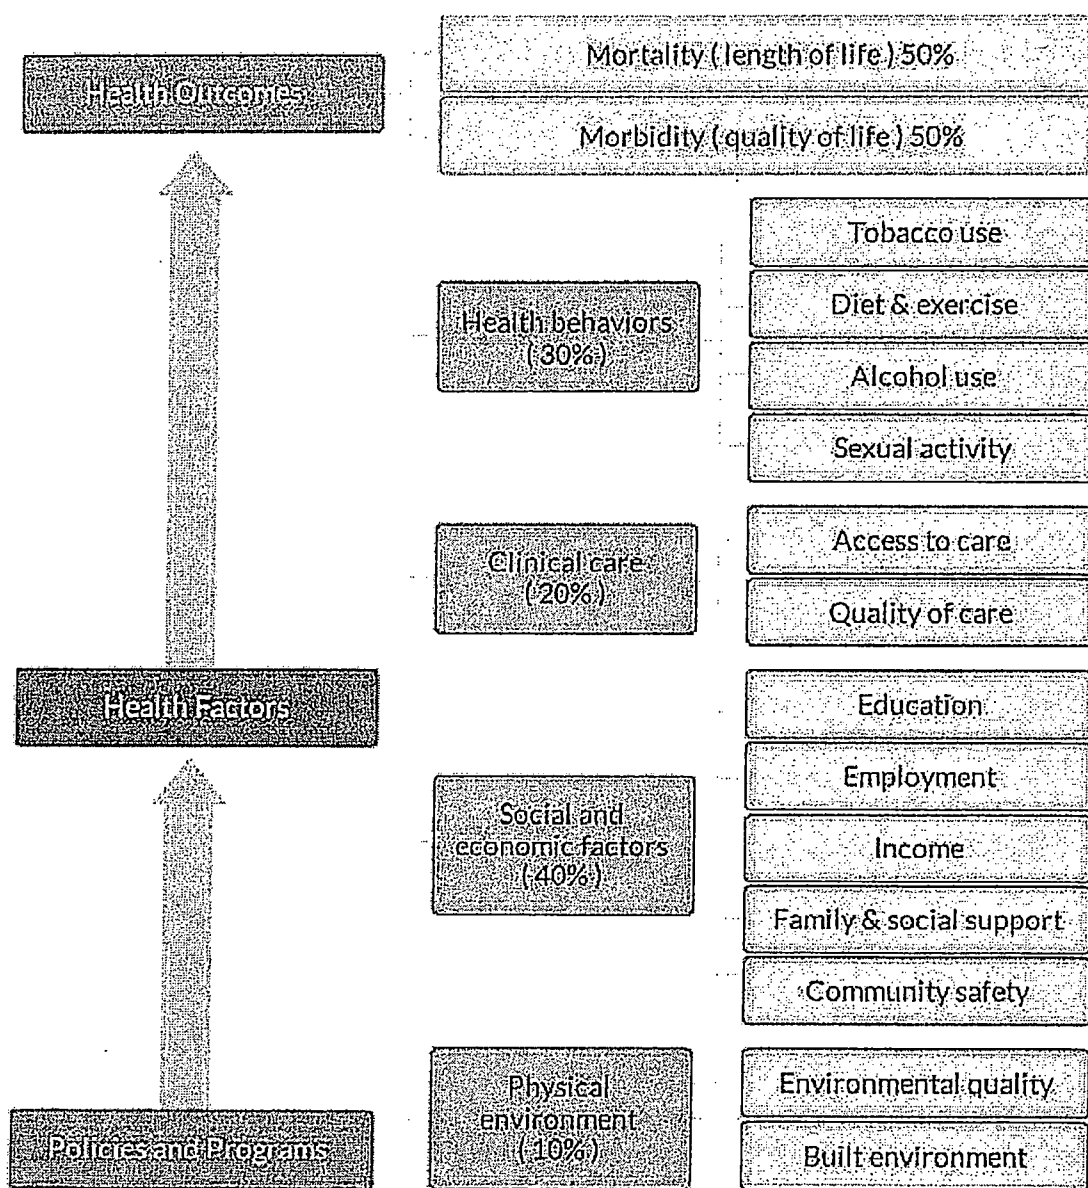 Health Outcomes
Mortality (length of life) 50%
Morbidity (quality of life) 50%
Health behaviors
(30%)
Tobacco use
Diet & exercise
Alcohol use
Sexual activity
Clinical care
(20%)
Access to care
Quality of care
Health Factors
Social and
economic factors
(40%)
Education
Employment
Income
Family & social support
Community safety
Physical
environment
(10%)
Environmental quality
Built environment
Policies and Programs